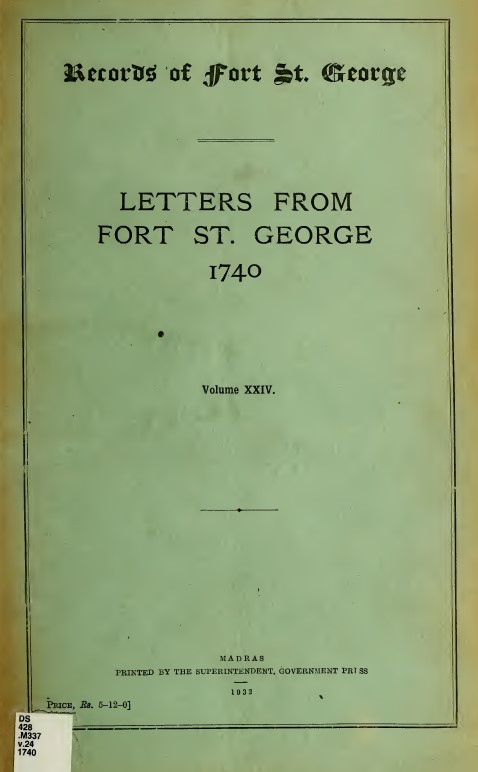 Records of Fort St. George
LETTERS FROM
FORT ST. GEORGE
1740
Volume XXIV.
MADRAS
PRINTED BY THE SUPERINTENDENT, GOVERNMENT PRESS
1932
PRICE, Rs. 5-12-0]
DS
428
.M337
v.24
1740